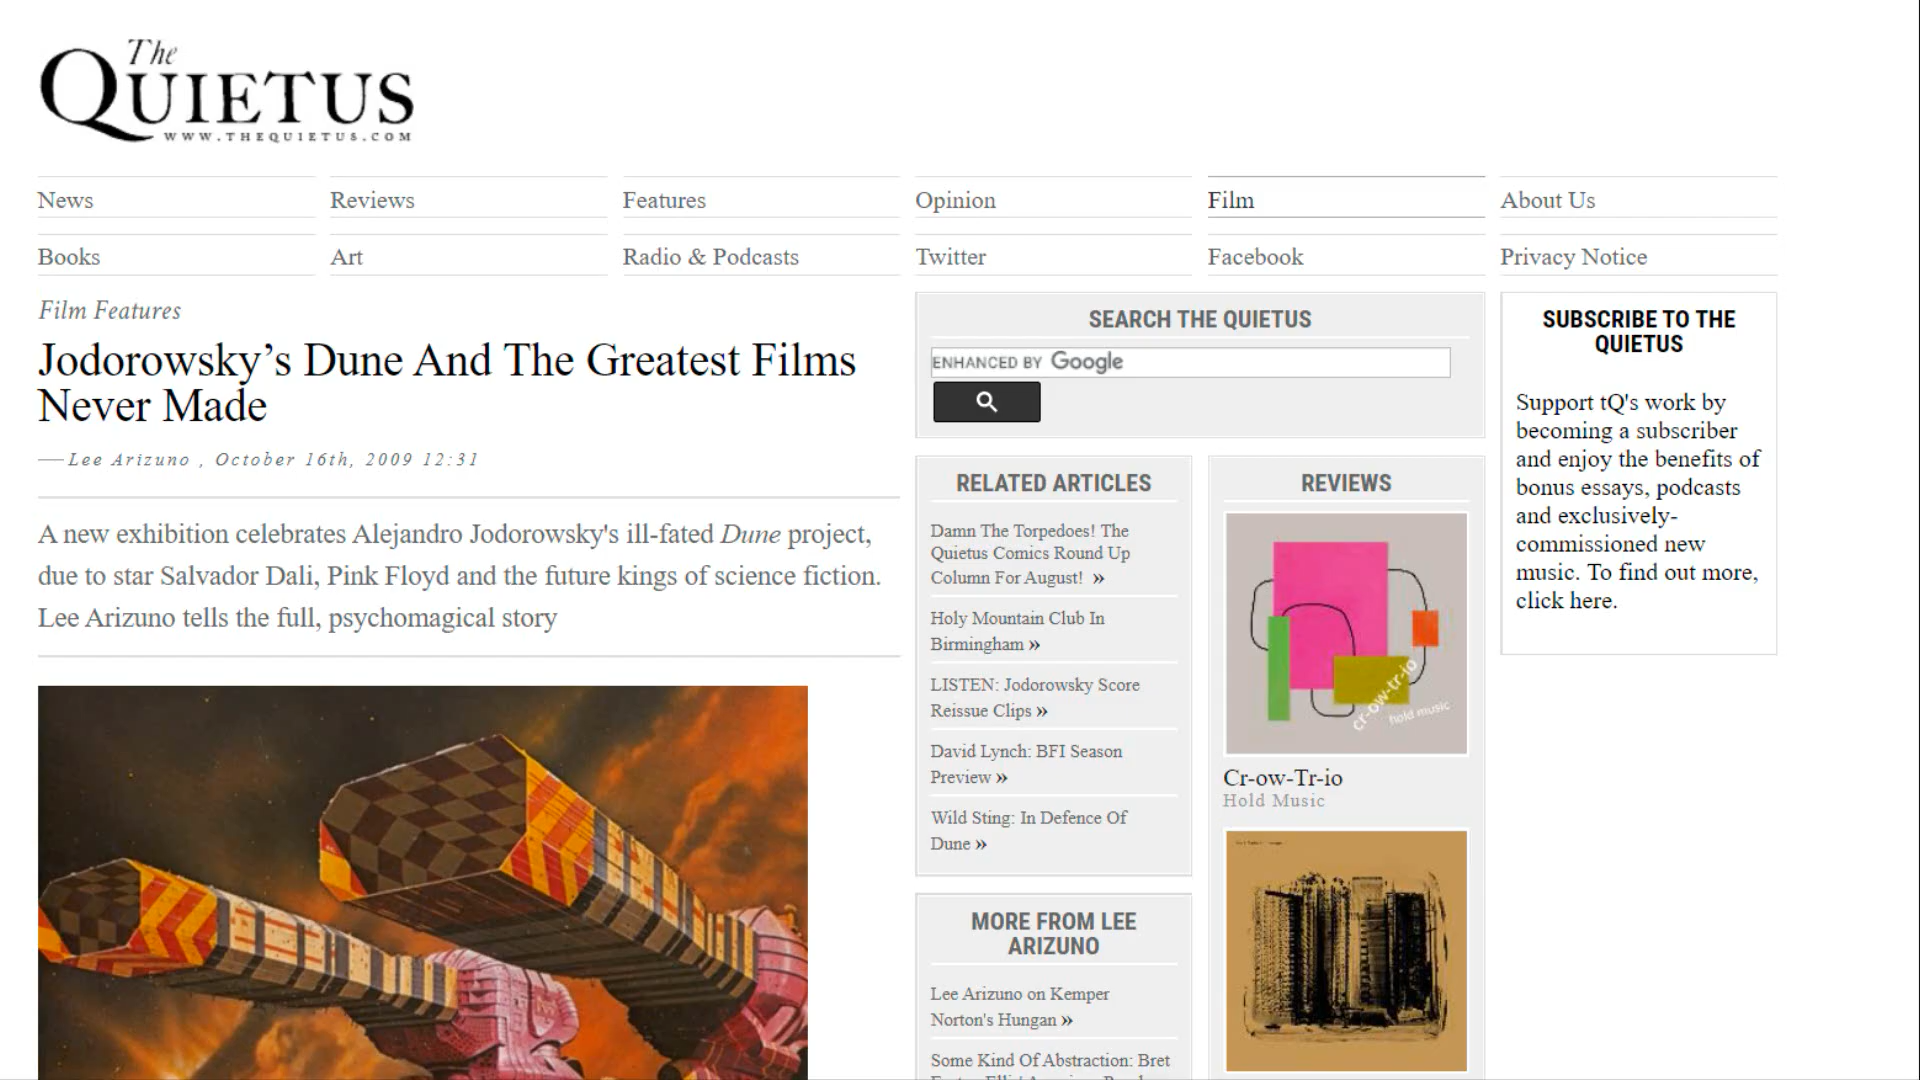 The
QUIETUS
WWW.THEQUIETUS.COM
News
Reviews
Features
Opinion
Film
About Us
Books
Art
Radio & Podcasts
Twitter
Facebook
Privacy Notice
Film Features
Jodorowsky’s Dune And The Greatest Films
Never Made
— Lee Arizuno , October 16th, 2009 12:31
A new exhibition celebrates Alejandro Jodorowsky's ill-fated Dune project,
due to star Salvador Dali, Pink Floyd and the future kings of science fiction.
Lee Arizuno tells the full, psychomagical story
SEARCH THE QUIETUS
ENHANCED BY Google
RELATED ARTICLES
Damn The Torpedoes! The
Quietus Comics Round Up
Column For August! »
Holy Mountain Club In
Birmingham »
LISTEN: Jodorowsky Score
Reissue Clips »
David Lynch: BFI Season
Preview »
Wild Sting: In Defence Of
Dune »
MORE FROM LEE
ARIZUNO
Lee Arizuno on Kemper
Norton's Hungan »
Some Kind Of Abstraction: Bret
REVIEWS
cr-ow-tr-io
hold music
Cr-ow-Tr-io
Hold Music
SUBSCRIBE TO THE
QUIETUS
Support tQ's work by
becoming a subscriber
and enjoy the benefits of
bonus essays, podcasts
and exclusively-
commissioned new
music. To find out more,
click here.